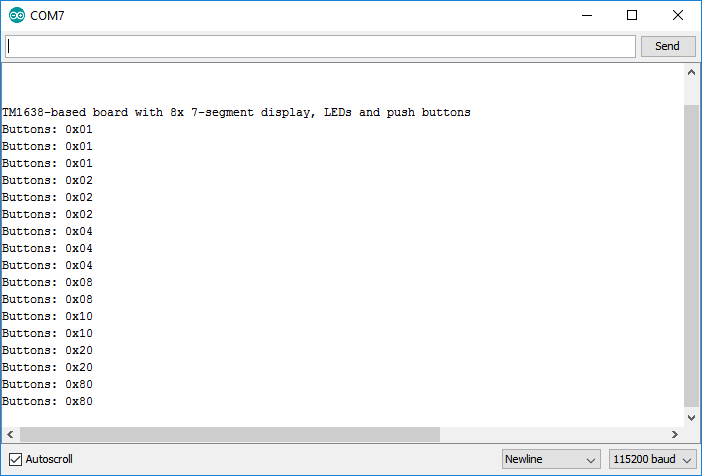 COM7
Send
TM1638-based board with 8x 7-segment display, LEDs and push buttons
Buttons: 0x01
Buttons: 0x01
Buttons: 0x01
Buttons: 0x02
Buttons: 0x02
Buttons: 0x02
Buttons: 0x04
Buttons: 0x04
Buttons: 0x04
Buttons: 0x08
Buttons: 0x08
Buttons: 0x10
Buttons: 0x10
Buttons: 0x20
Buttons: 0x20
Buttons: 0x80
Buttons: 0x80
Autoscroll Newline 115200 baud